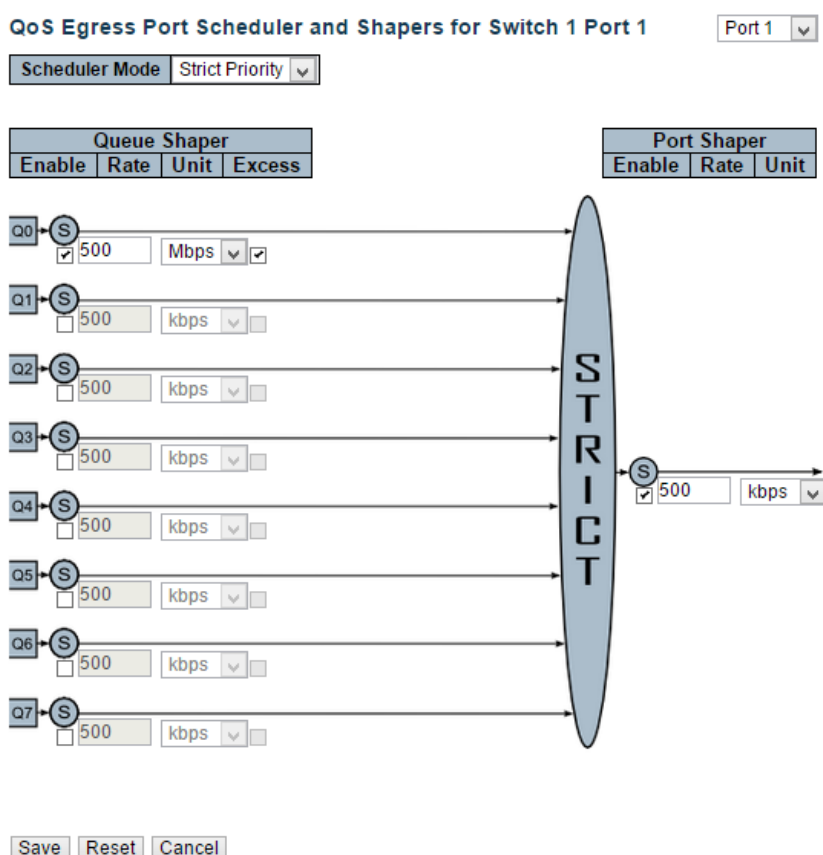 QoS Egress Port Scheduler and Shapers for Switch 1 Port 1 Port 1
Scheduler Mode Strict Priority
Queue Shaper Port Shaper
Enable Rate Unit Excess Enable Rate Unit
Q0 S
500 Mbps
Q1 S
500 kbps
Q2 S
500 kbps
Q3 S
500 kbps
STRICT
S
500 kbps
Q4 S
500 kbps
Q5 S
500 kbps
Q6 S
500 kbps
Q7 S
500 kbps
Save Reset Cancel